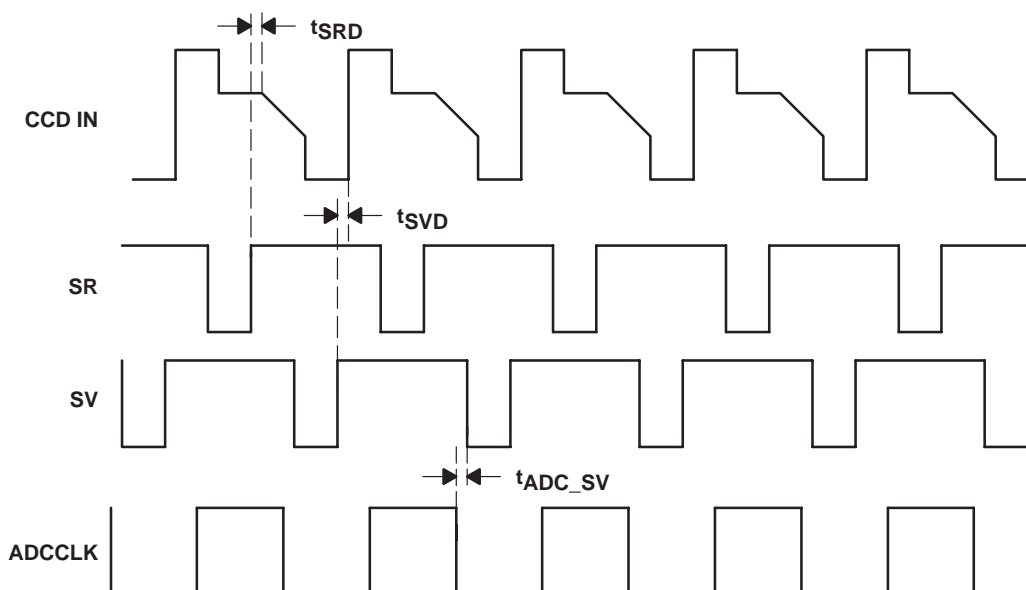 tSRD
CCD IN
tSVD
SR
SV
tADC_SV
ADCCLK